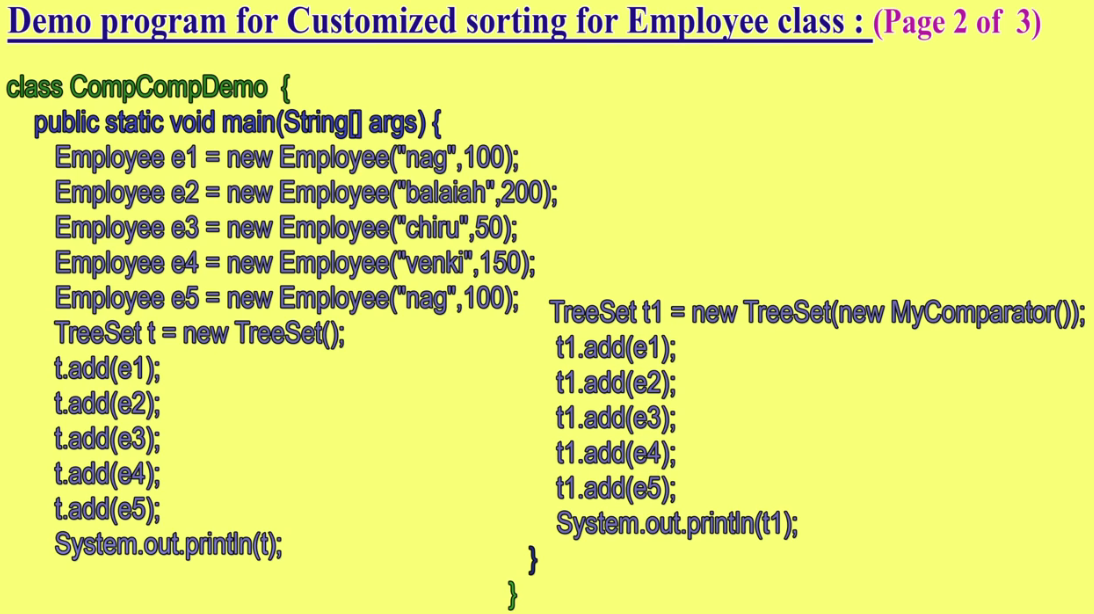 Demo program for Customized sorting for Employee class : (Page 2 of 3)
class CompCompDemo {
public static void main(String[] args) {
Employee e1 = new Employee("nag",100);
Employee e2 = new Employee("balaiah",200);
Employee e3 = new Employee("chiru",50);
Employee e4 = new Employee("venki",150);
Employee e5 = new Employee("nag",100);
TreeSet t = new TreeSet();
t.add(e1);
t.add(e2);
t.add(e3);
t.add(e4);
t.add(e5);
System.out.println(t);
TreeSet t1 = new TreeSet(new MyComparator());
t1.add(e1);
t1.add(e2);
t1.add(e3);
t1.add(e4);
t1.add(e5);
System.out.println(t1);
}
}